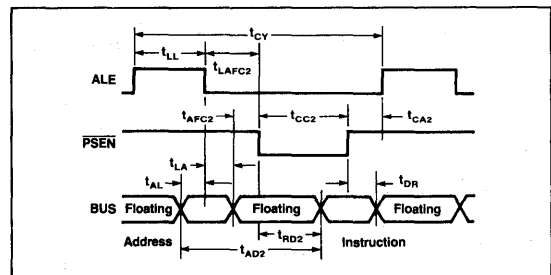 tCY
tLL
tLAFC2
ALE
tAFC2
tCC2
tCA2
PSEN
tLA
tAL
tDR
BUS Floating Floating Floating
Address tRD2 Instruction
tAD2